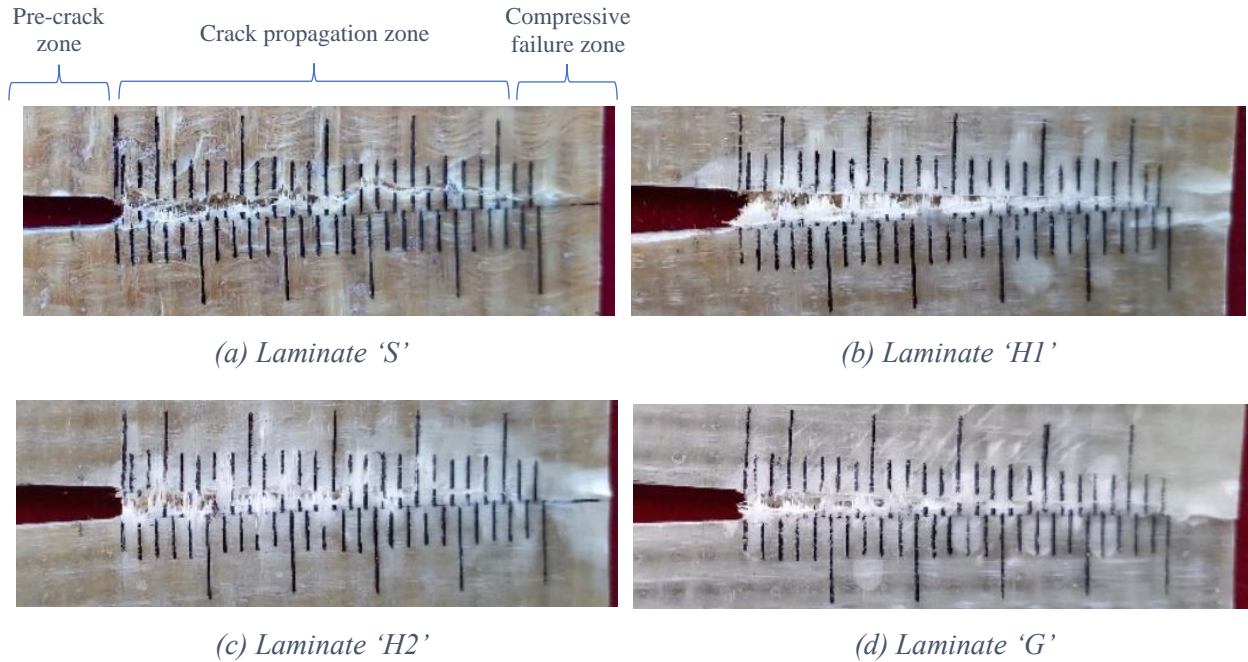 Pre-crack
zone
Crack propagation zone
Compressive
failure zone
(a) Laminate ‘S’
(b) Laminate ‘H1’
(c) Laminate ‘H2’
(d) Laminate ‘G’